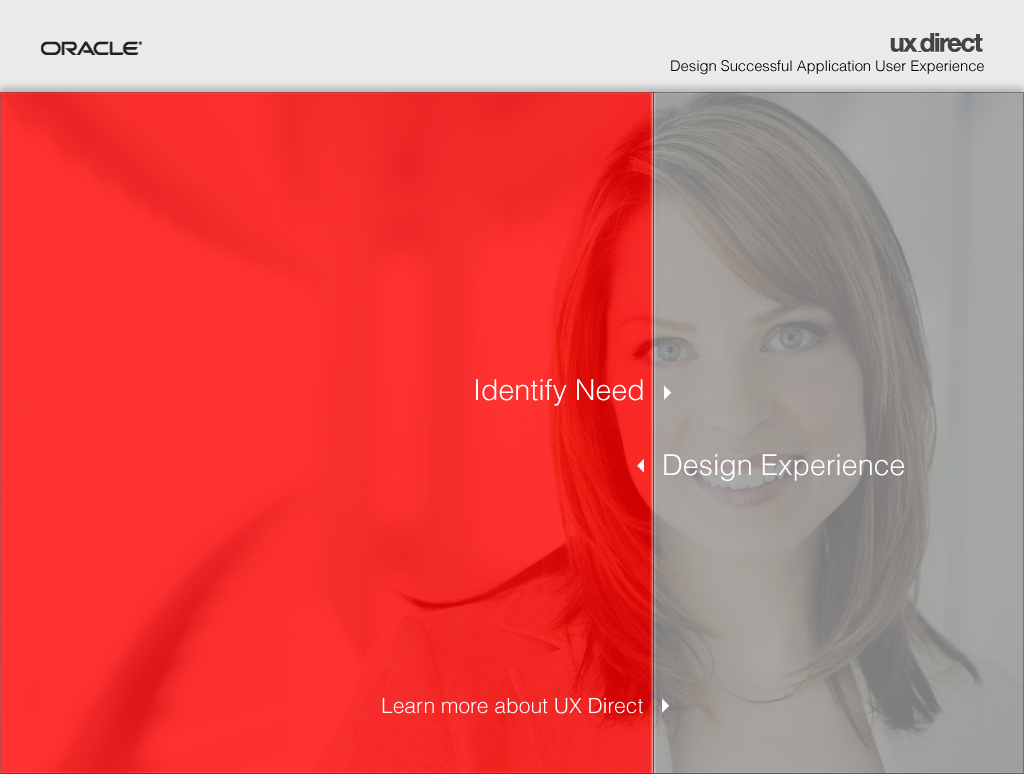 ORACLE®
ux.direct
Design Successful Application User Experience
Identify Need
Design Experience
Learn more about UX Direct